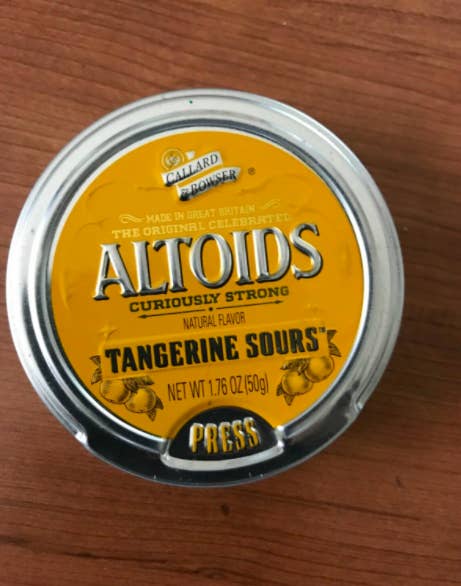 CALLARD
& BOWSER ®
MADE IN GREAT BRITAIN
THE ORIGINAL CELEBRATED
ALTOIDS
CURIOUSLY STRONG
NATURAL FLAVOR
TANGERINE SOURS™
NET WT 1.76 OZ (50g)
PRESS